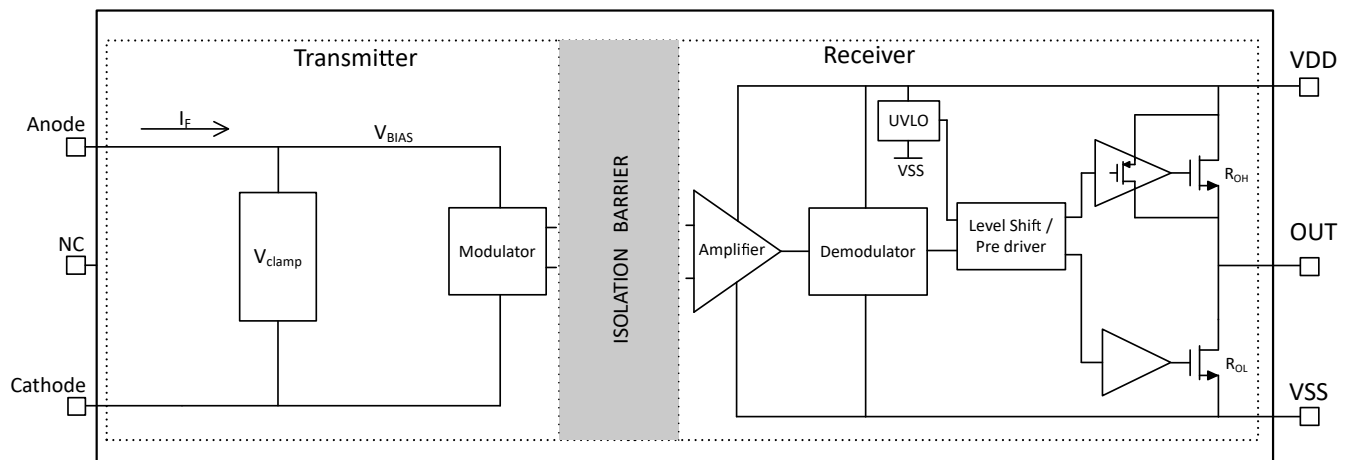 Transmitter
Receiver
VDD
Anode
I_F
V_BIAS
UVLO
VSS
R_OH
NC
V_clamp
Modulator
ISOLATION BARRIER
Amplifier
Demodulator
Level Shift /
Pre driver
OUT
Cathode
R_OL
VSS